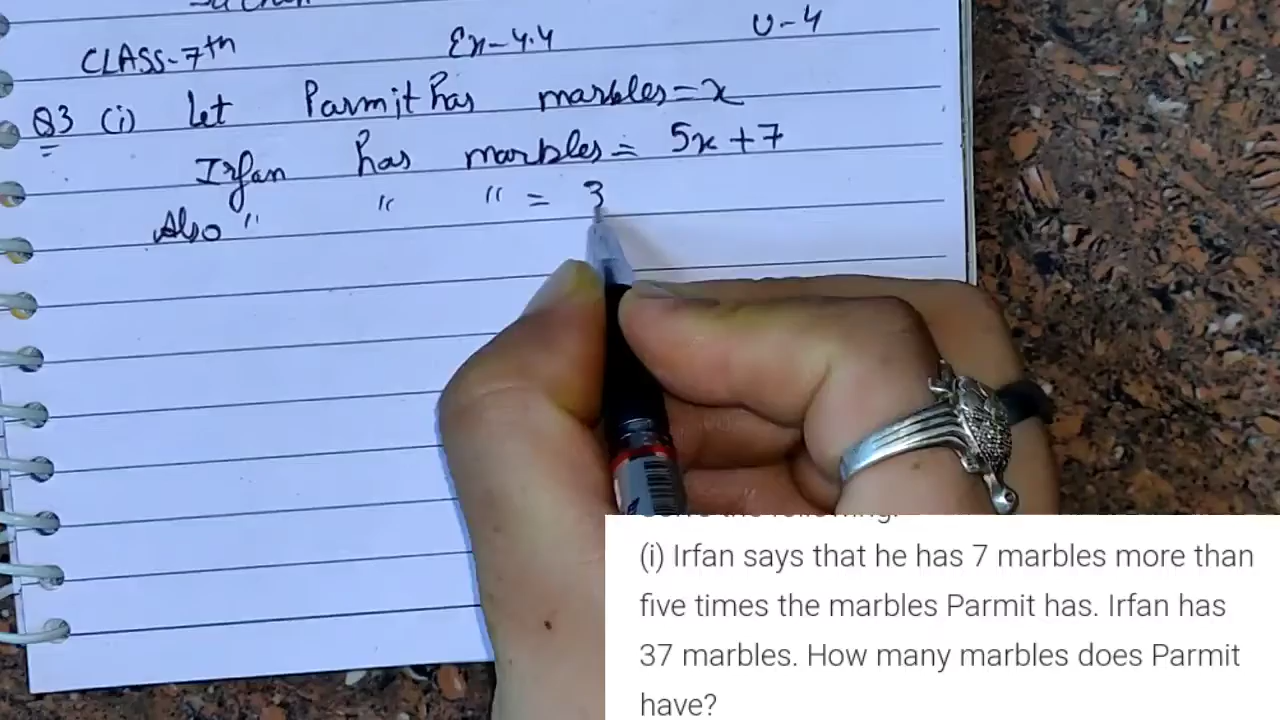 CLASS-7th Ex-4.4 U-4
Q3 (i) Let Parmit has marbles = x
Irfan has marbles = 5x + 7
Also " " " = 3
(i) Irfan says that he has 7 marbles more than
five times the marbles Parmit has. Irfan has
37 marbles. How many marbles does Parmit
have?